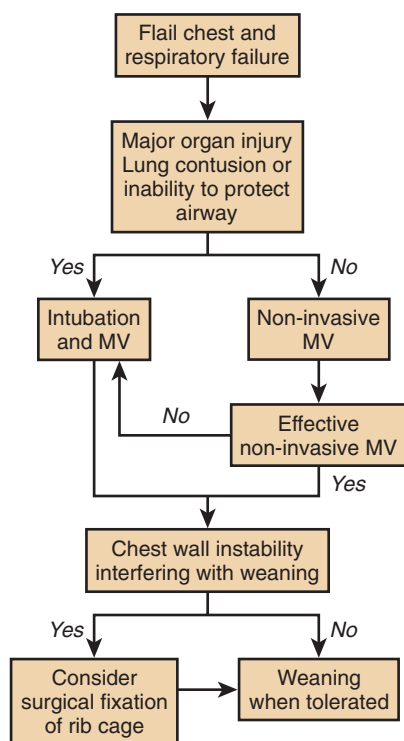 Flail chest and
respiratory failure
Major organ injury
Lung contusion or
inability to protect
airway
Yes
No
Intubation
and MV
Non-invasive
MV
No
Effective
non-invasive MV
Yes
Chest wall instability
interfering with weaning
Yes
No
Consider
surgical fixation
of rib cage
Weaning
when tolerated